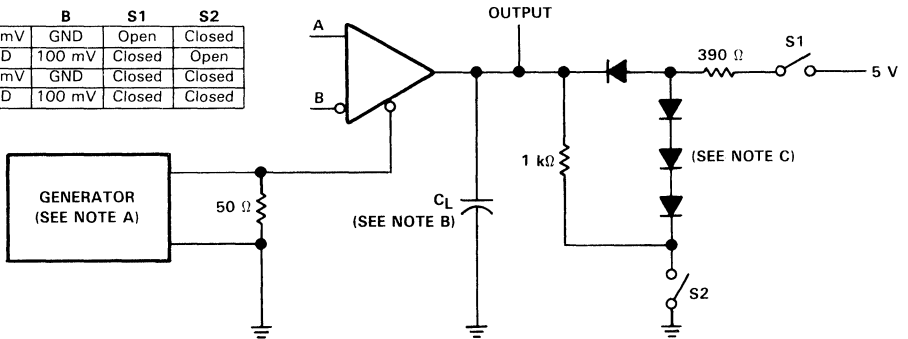 B S1 S2
mV GND Open Closed
D 100 mV Closed Open
mV GND Closed Closed
D 100 mV Closed Closed
OUTPUT
A
B
390 Ω
S1
5 V
1 kΩ
(SEE NOTE C)
GENERATOR
(SEE NOTE A)
50 Ω
CL
(SEE NOTE B)
S2